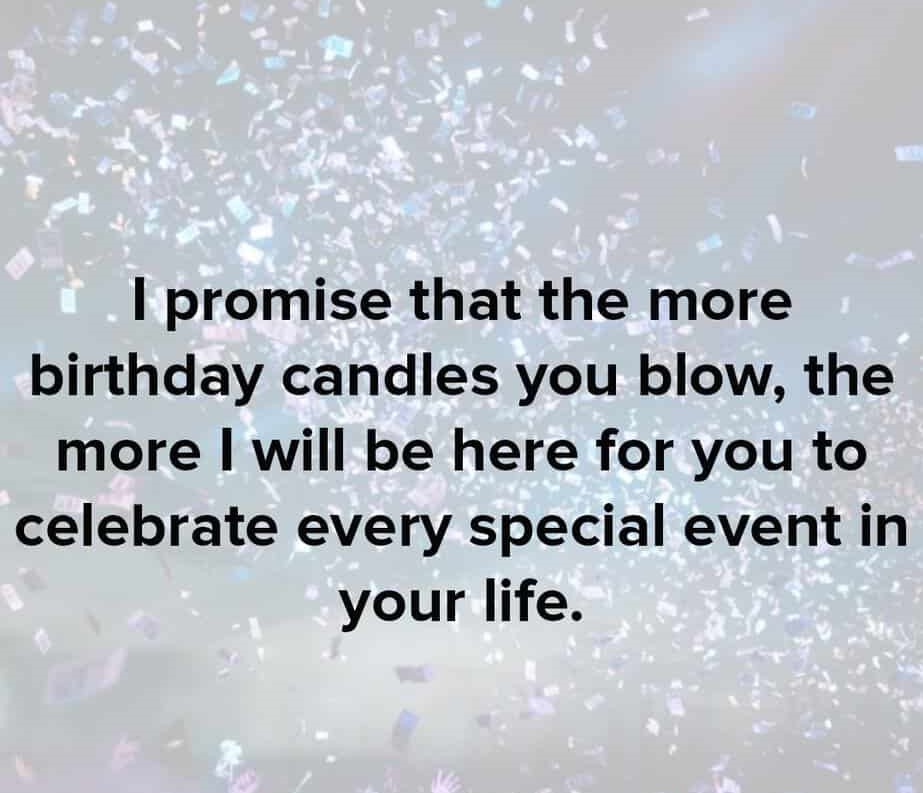 I promise that the more
birthday candles you blow, the
more I will be here for you to
celebrate every special event in
your life.